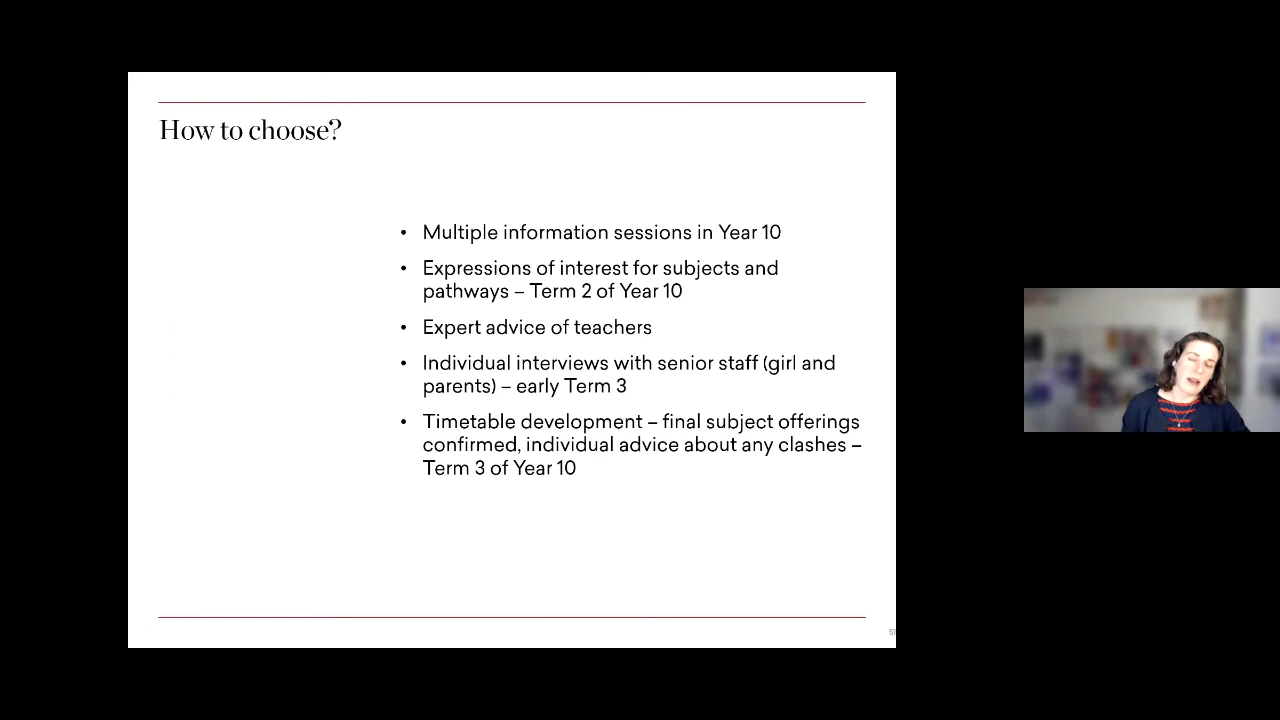 How to choose?
• Multiple information sessions in Year 10
• Expressions of interest for subjects and
pathways – Term 2 of Year 10
• Expert advice of teachers
• Individual interviews with senior staff (girl and
parents) – early Term 3
• Timetable development – final subject offerings
confirmed, individual advice about any clashes –
Term 3 of Year 10
51